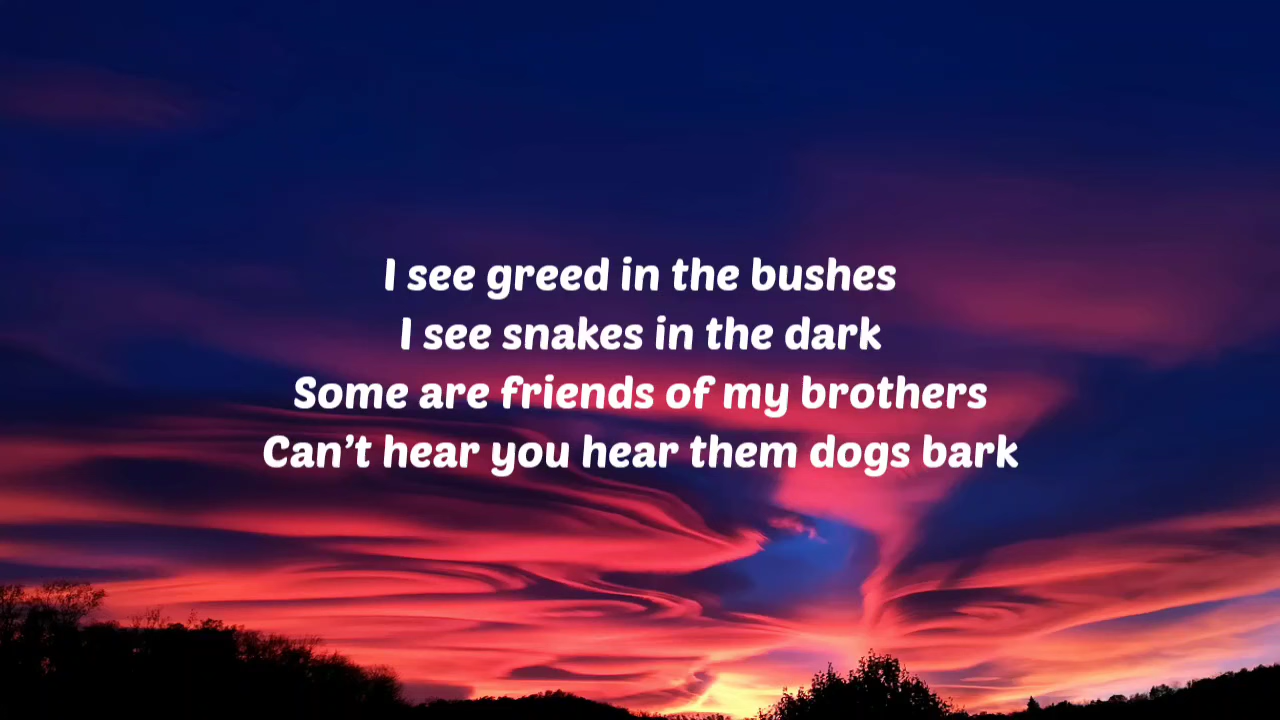 I see greed in the bushes
I see snakes in the dark
Some are friends of my brothers
Can’t hear you hear them dogs bark